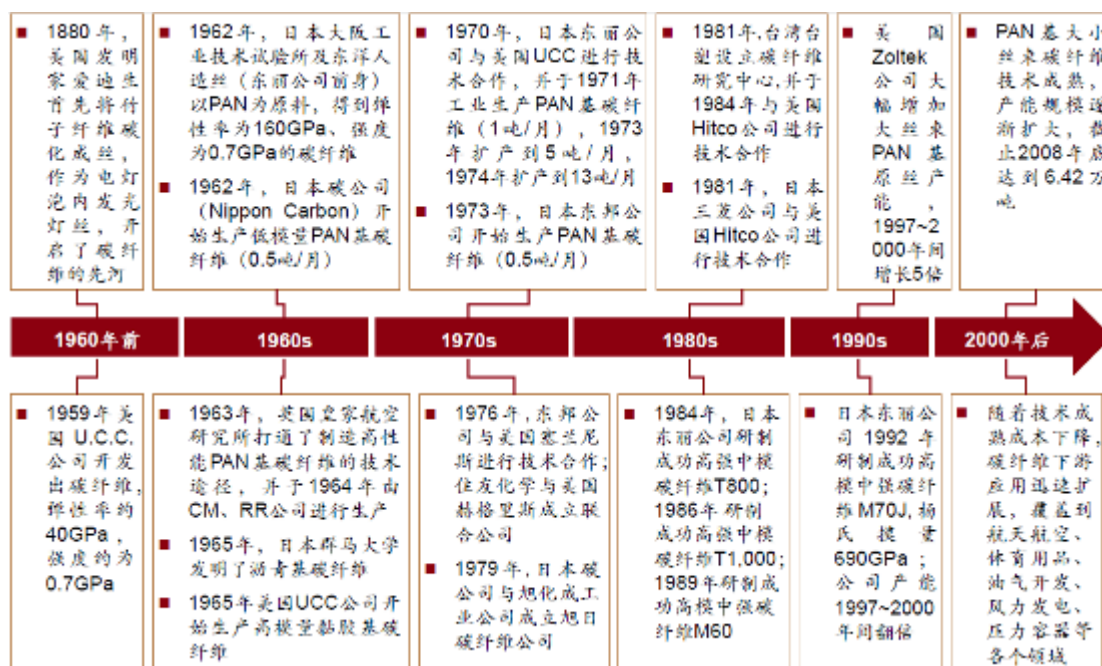 ■ 1880年，
美国发明
家爱迪生
首先将竹
子纤维碳
化成丝，
作为电灯
泡内发光
灯丝，开
启了碳纤
维的先河
■ 1962年，日本大阪工
业技术试验所及东洋人
造丝（东丽公司前身）
以PAN为原料，得到弹
性率为160GPa、强度
为0.7GPa的碳纤维
■ 1962年，日本碳公司
（Nippon Carbon）开
始生产低模量PAN基碳
纤维（0.5吨/月）
■ 1970年，日本东丽公
司与美国UCC进行技
术合作，并于1971年
工业生产PAN基碳纤
维（1吨/月），1973
年扩产到5吨/月，
1974年扩产到13吨/月
■ 1973年，日本东邦公
司开始生产PAN基碳
纤维（0.5吨/月）
■ 1981年,台湾台
塑设立碳纤维
研究中心,并于
1984年与美国
Hitco公司进行
技术合作
■ 1981年，日本
三菱公司与美
国Hitco公司进
行技术合作
■ 美国
Zoltek
公司大
幅增加
大丝束
PAN基
原丝产
能，
1997~2
000年间
增长5倍
■ PAN基大小
丝束碳纤维
技术成熟，
产能规模逐
渐扩大，截
止2008年底
达到6.42万
吨
1960年前
1960s
1970s
1980s
1990s
2000年后
■ 1959年美
国U.C.C.
公司开发
出碳纤维,
弹性率约
40GPa，
强度约为
0.7GPa
■ 1963年，英国皇家航空
研究所打通了制造高性
能PAN基碳纤维的技术
途径，并于1964年由
CM、RR公司进行生产
■ 1965年，日本群马大学
发明了沥青基碳纤维
■ 1965年美国UCC公司开
始生产高模量黏胶基碳
纤维
■ 1976年,东邦公
司与美国塞兰尼
斯进行技术合作;
住友化学与美国
赫格里斯成立联
合公司
■ 1979年,日本碳
公司与旭化成工
业公司成立旭日
碳纤维公司
■ 1984年，日本
东丽公司研制
成功高强中模
碳纤维T800;
1986年研制
成功高强中模
碳纤维T1,000;
1989年研制成
功高模中强碳
纤维M60
■ 日本东丽公
司1992年
研制成功高
模中强碳纤
维M70J,杨
氏模量
690GPa；
公司产能
1997~2000
年间翻倍
■ 随着技术成
熟成本下降,
碳纤维下游
应用迅速扩
展，覆盖到
航天航空、
体育用品、
油气开发、
风力发电、
压力容器等
各个领域